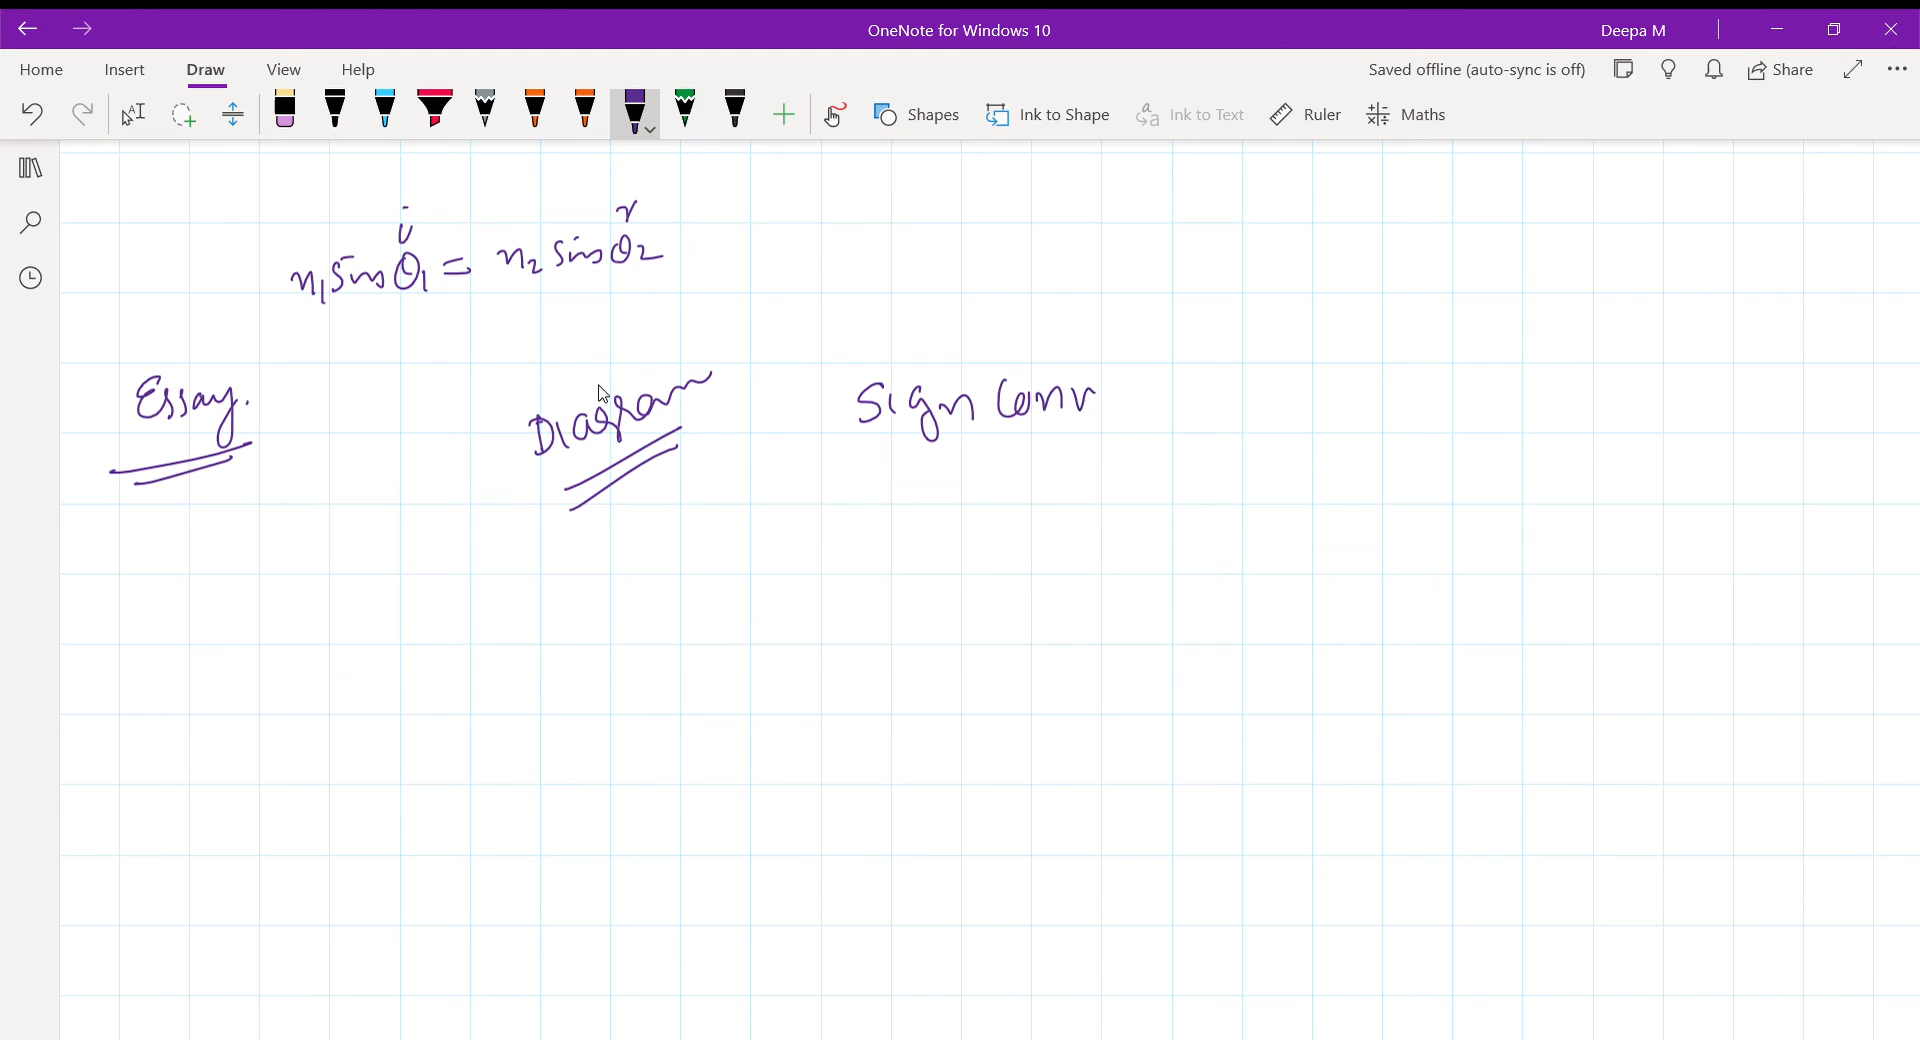 OneNote for Windows 10
Deepa M
Home Insert Draw View Help
Saved offline (auto-sync is off)
Share
Shapes
Ink to Shape
Ink to Text
Ruler
Maths
i r
n₁ sin θ₁ = n₂ sin θ₂
Essay. Diagram Sign Conv